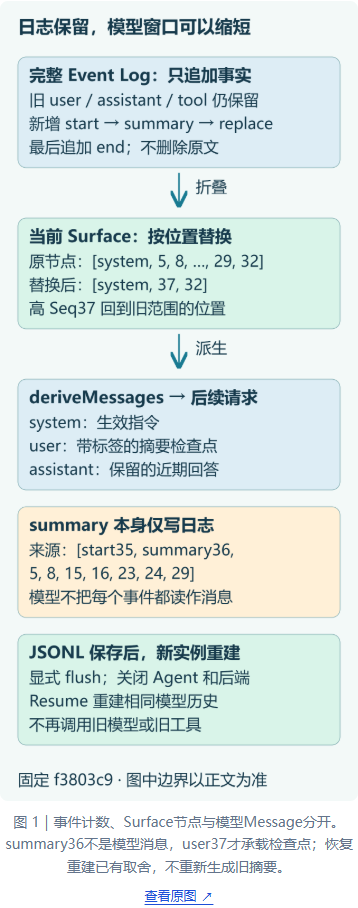 日志保留，模型窗口可以缩短
完整 Event Log：只追加事实
旧 user / assistant / tool 仍保留
新增 start → summary → replace
最后追加 end；不删除原文
折叠
当前 Surface：按位置替换
原节点：[system, 5, 8, ..., 29, 32]
替换后：[system, 37, 32]
高 Seq37 回到旧范围的位置
派生
deriveMessages → 后续请求
system：生效指令
user：带标签的摘要检查点
assistant：保留的近期回答
summary 本身仅写日志
来源：[start35, summary36,
5, 8, 15, 16, 23, 24, 29]
模型不把每个事件都读作消息
JSONL 保存后，新实例重建
显式 flush；关闭 Agent 和后端
Resume 重建相同模型历史
不再调用旧模型或旧工具
固定 f3803c9 · 图中边界以正文为准
图 1｜事件计数、Surface节点与模型Message分开。
summary36不是模型消息，user37才承载检查点；恢复
重建已有取舍，不重新生成旧摘要。
查看原图 ↗